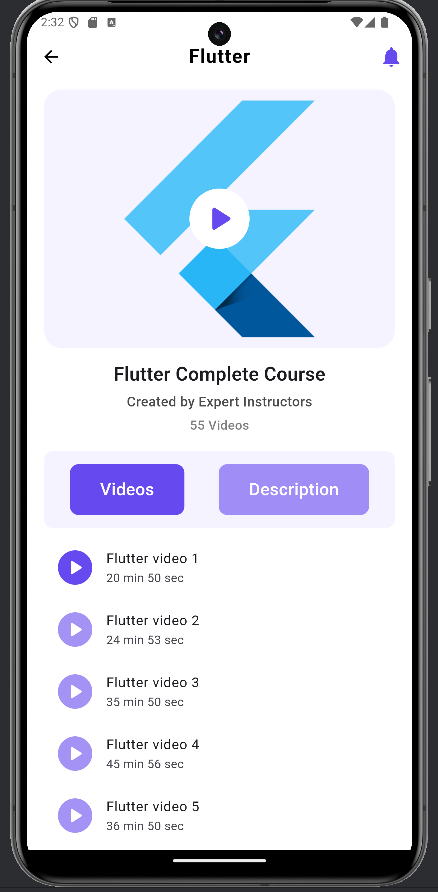 2:32
Flutter
Flutter Complete Course
Created by Expert Instructors
55 Videos
Videos
Description
Flutter video 1
20 min 50 sec
Flutter video 2
24 min 53 sec
Flutter video 3
35 min 50 sec
Flutter video 4
45 min 56 sec
Flutter video 5
36 min 50 sec